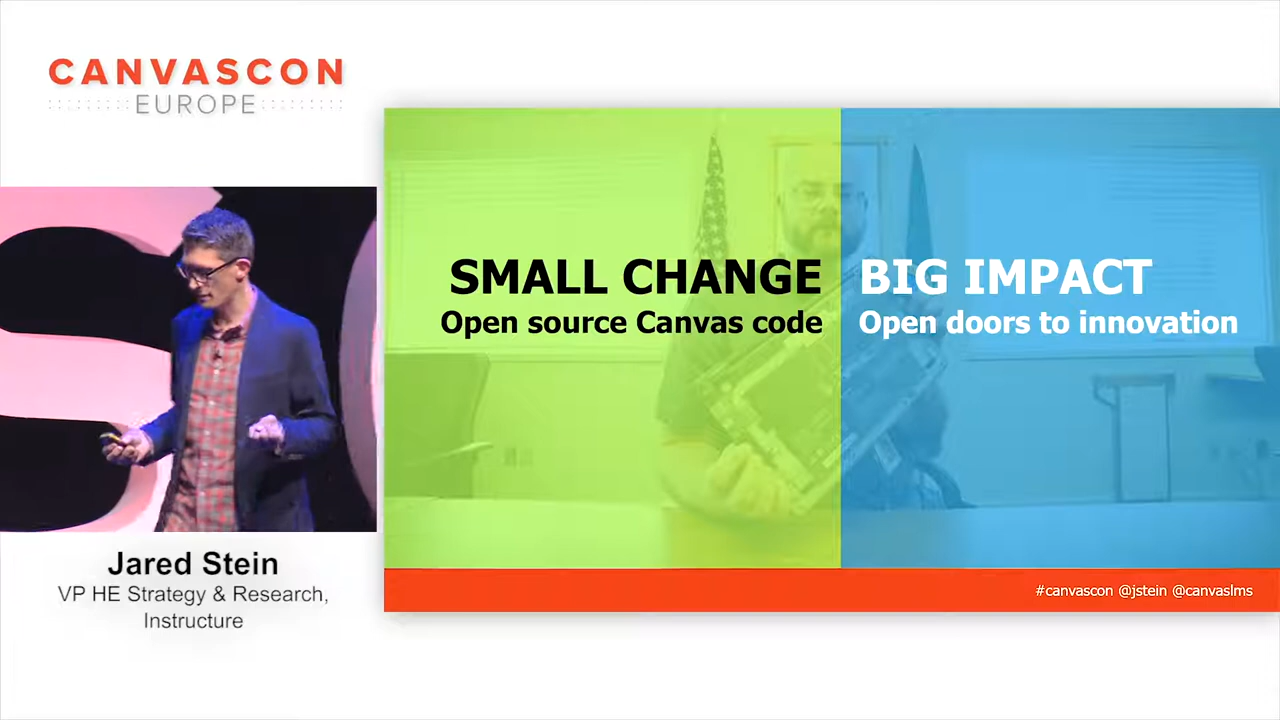 CANVASCON
EUROPE
SMALL CHANGE
Open source Canvas code
BIG IMPACT
Open doors to innovation
Jared Stein
VP HE Strategy & Research,
Instructure
#canvascon @jstein @canvaslms